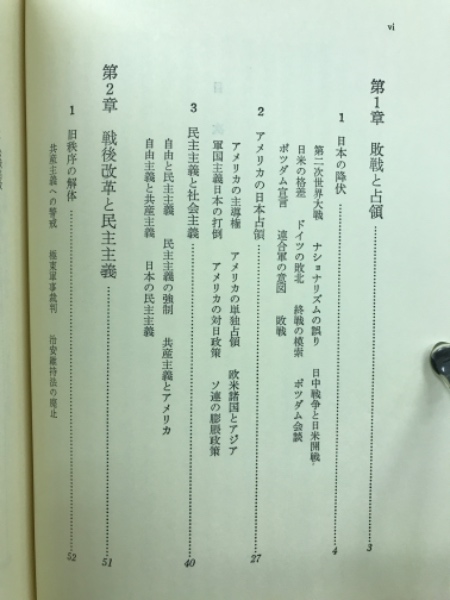 vi
第1章 敗戦と占領 3
1 日本の降伏 4
第二次世界大戦 ナショナリズムの誤り 日中戦争と日米開戦
日米の格差 ドイツの敗北 終戦の模索 ポツダム会談
ポツダム宣言 連合軍の意図 敗戦
2 アメリカの日本占領 27
アメリカの主導権 アメリカの単独占領 欧米諸国とアジア
軍国主義日本の打倒 アメリカの対日政策 ソ連の膨脹政策
3 民主主義と社会主義 40
自由と民主主義 民主主義の強制 共産主義とアメリカ
自由主義と共産主義 日本の民主主義
第2章 戦後改革と民主主義 51
1 旧秩序の解体 52
共産主義への警戒 極東軍事裁判 治安維持法の廃止